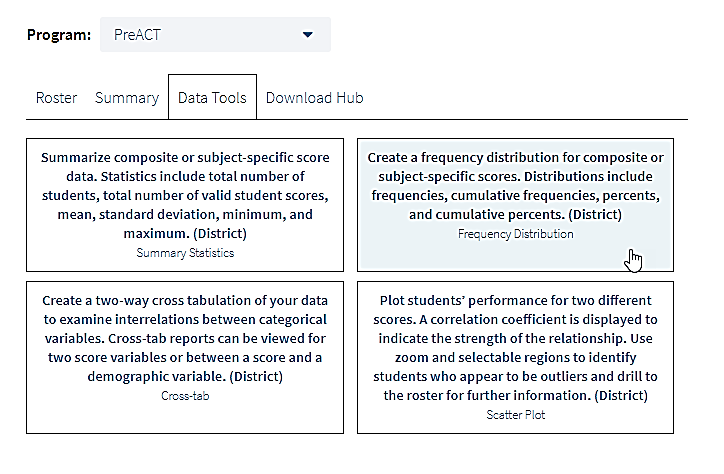 Program: PreACT
Roster Summary Data Tools Download Hub
Summarize composite or subject-specific score
data. Statistics include total number of
students, total number of valid student scores,
mean, standard deviation, minimum, and
maximum. (District)
Summary Statistics
Create a frequency distribution for composite or
subject-specific scores. Distributions include
frequencies, cumulative frequencies, percents,
and cumulative percents. (District)
Frequency Distribution
Create a two-way cross tabulation of your data
to examine interrelations between categorical
variables. Cross-tab reports can be viewed for
two score variables or between a score and a
demographic variable. (District)
Cross-tab
Plot students’ performance for two different
scores. A correlation coefficient is displayed to
indicate the strength of the relationship. Use
zoom and selectable regions to identify
students who appear to be outliers and drill to
the roster for further information. (District)
Scatter Plot